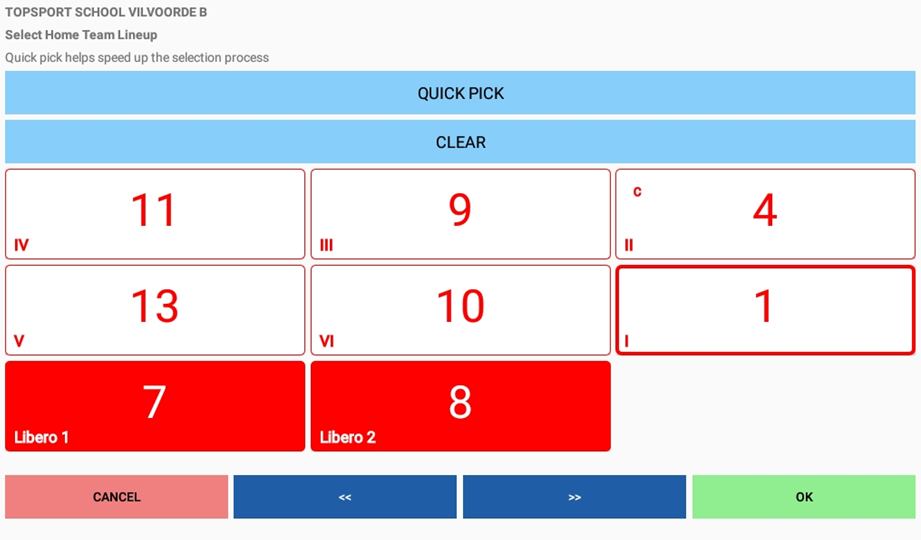 TOPSPORT SCHOOL VILVOORDE B
Select Home Team Lineup
Quick pick helps speed up the selection process
QUICK PICK
CLEAR
11
IV
9
III
C
4
II
13
V
10
VI
1
I
7
Libero 1
8
Libero 2
CANCEL
<<
>>
OK